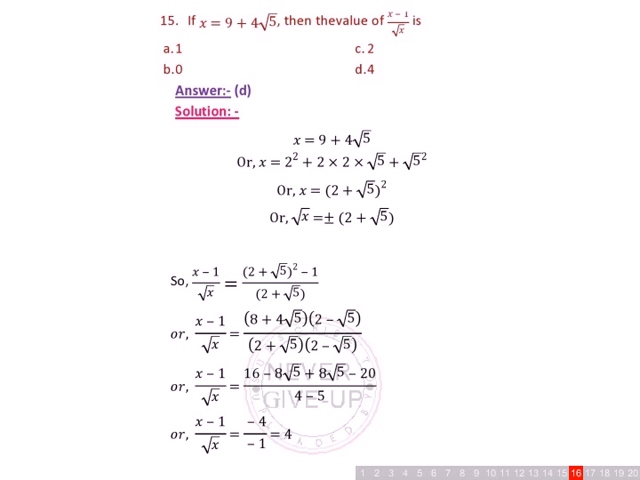 15. If x = 9 + 4√5, then thevalue of (x − 1)/√x is
a.1 c. 2
b.0 d.4
Answer:- (d)
Solution: -
x = 9 + 4√5
Or, x = 2² + 2 × 2 × √5 + √5²
Or, x = (2 + √5)²
Or, √x =± (2 + √5)
So, (x − 1)/√x = ((2 + √5)² − 1)/(2 + √5)
or, (x − 1)/√x = (8 + 4√5)(2 − √5)/(2 + √5)(2 − √5)
or, (x − 1)/√x = (16 − 8√5 + 8√5 − 20)/(4 − 5)
or, (x − 1)/√x = (− 4)/(− 1) = 4
NEVER
GIVE-UP
1 2 3 4 5 6 7 8 9 10 11 12 13 14 15 16 17 18 19 20